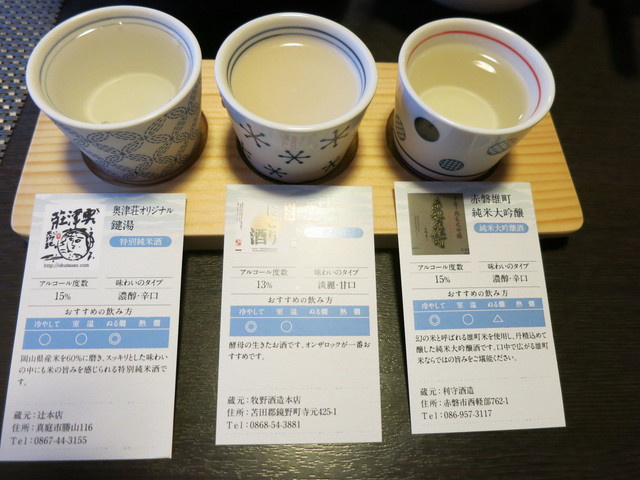 奥津荘
http://okutsuso.com
奥津荘オリジナル
鍵湯
特別純米酒
アルコール度数 味わいのタイプ
15% 濃醇・辛口
おすすめの飲み方
冷やして 室温 ぬる燗 熱燗
○ ○ ◎
岡山県産米を60%に磨き、スッキリとした味わ
いの中にも米の旨みを感じられる特別純米酒で
す。
蔵元:辻本店
住所:真庭市勝山116
Tel:0867-44-3155
酒
アルコール度数 味わいのタイプ
13% 淡麗・甘口
おすすめの飲み方
冷やして 室温 ぬる燗 熱燗
◎ ○
酵母の生きたお酒です。オンザロックが一番お
すすめです。
蔵元:牧野酒造本店
住所:苫田郡鏡野町寺元425-1
Tel:0868-54-3881
赤磐雄町
純米大吟醸
純米大吟醸酒
アルコール度数 味わいのタイプ
15% 濃醇・辛口
おすすめの飲み方
冷やして 室温 ぬる燗 熱燗
◎ ○ △
幻の米と呼ばれる雄町米を使用し、丹精込めて
醸した純米大吟醸酒です。口中で広がる雄町
米ならではの旨みをご堪能ください。
蔵元:利守酒造
住所:赤磐市西軽部762-1
Tel:086-957-3117